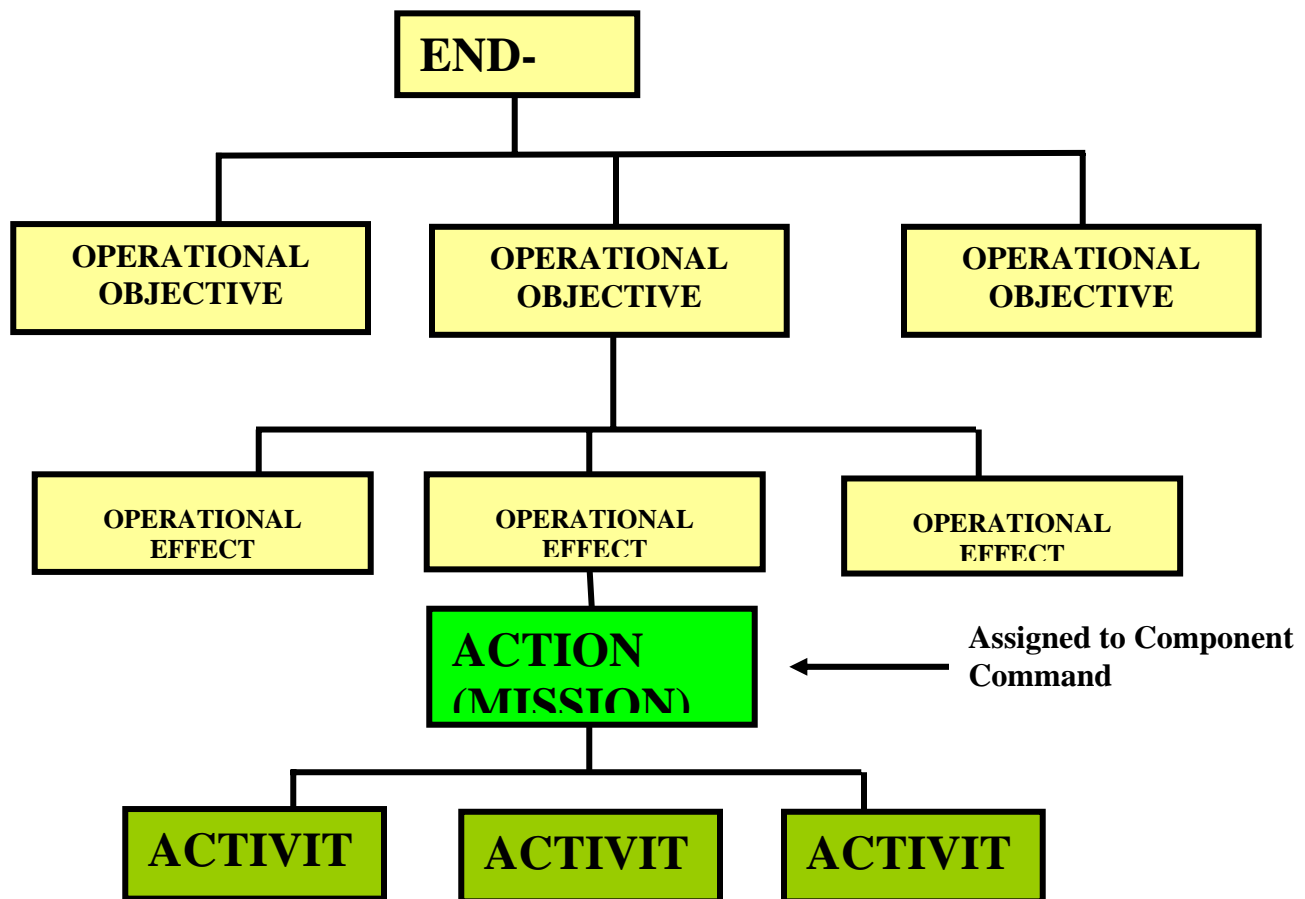 END-
OPERATIONAL
OBJECTIVE
OPERATIONAL
OBJECTIVE
OPERATIONAL
OBJECTIVE
OPERATIONAL
EFFECT
OPERATIONAL
EFFECT
OPERATIONAL
EFFECT
ACTION
(MISSION)
Assigned to Component
Command
ACTIVIT
ACTIVIT
ACTIVIT